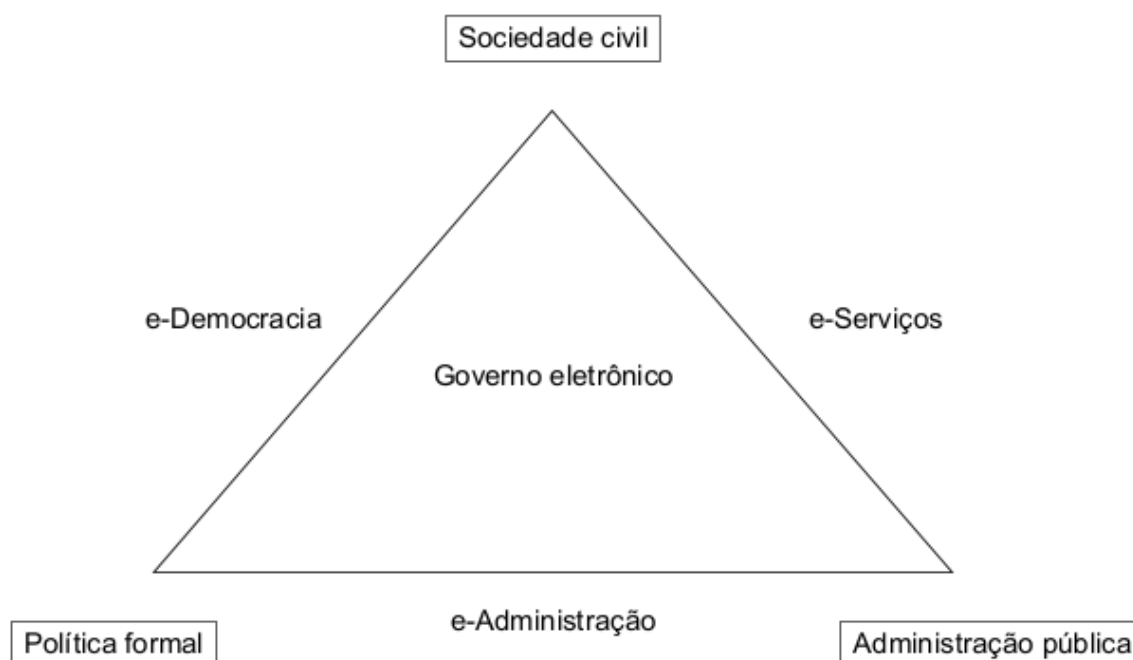 Sociedade civil
e-Democracia
e-Serviços
Governo eletrônico
e-Administração
Política formal
Administração pública